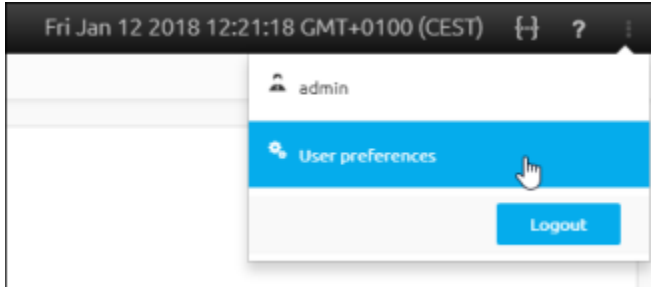 Fri Jan 12 2018 12:21:18 GMT+0100 (CEST) {--} ?
admin
User preferences
Logout